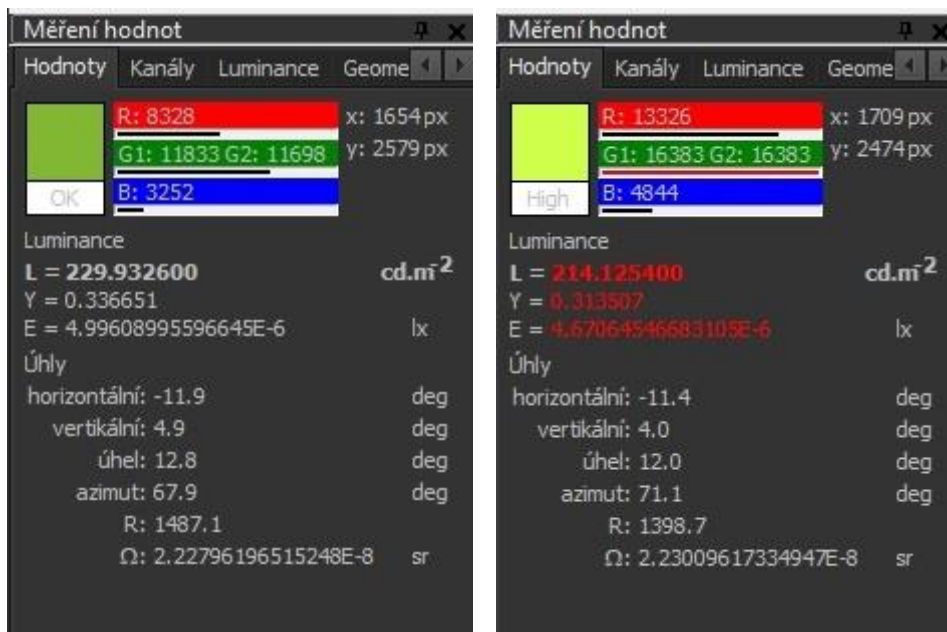 Měření hodnot
Hodnoty Kanály Luminance Geome
R: 8328
x: 1654 px
G1: 11833 G2: 11698
y: 2579 px
OK
B: 3252
Luminance
L = 229.932600 cd.m⁻²
Y = 0.336651
E = 4.99608995596645E-6 lx
Úhly
horizontální: -11.9 deg
vertikální: 4.9 deg
úhel: 12.8 deg
azimut: 67.9 deg
R: 1487.1
Ω: 2.22796196515248E-8 sr
Měření hodnot
Hodnoty Kanály Luminance Geome
R: 13326
x: 1709 px
G1: 16383 G2: 16383
y: 2474 px
High
B: 4844
Luminance
L = 214.125400 cd.m⁻²
Y = 0.313507
E = 4.67064546683105E-6 lx
Úhly
horizontální: -11.4 deg
vertikální: 4.0 deg
úhel: 12.0 deg
azimut: 71.1 deg
R: 1398.7
Ω: 2.23009617334947E-8 sr